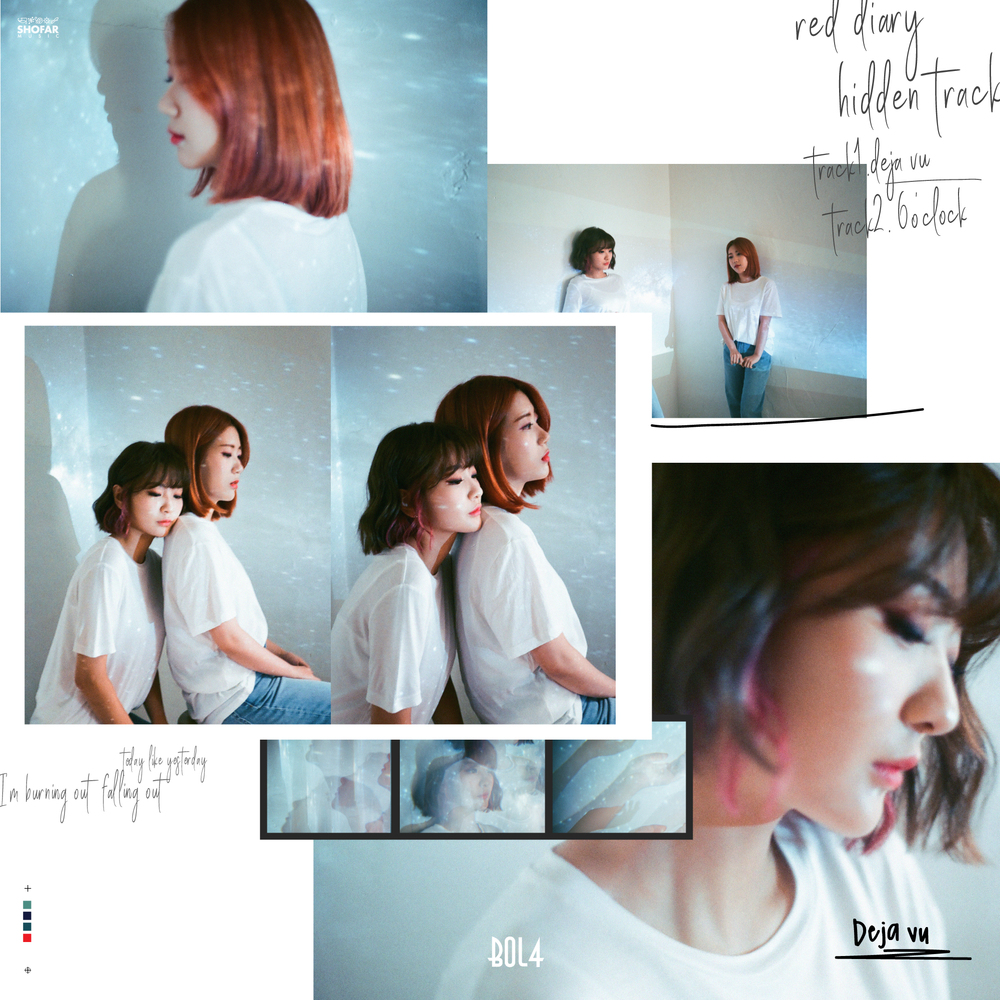 SHOFAR
MUSIC
red diary
hidden track
track1.deja vu
track2. 6o'clock
today like yesterday
I'm burning out falling out
Deja vu
BOL4